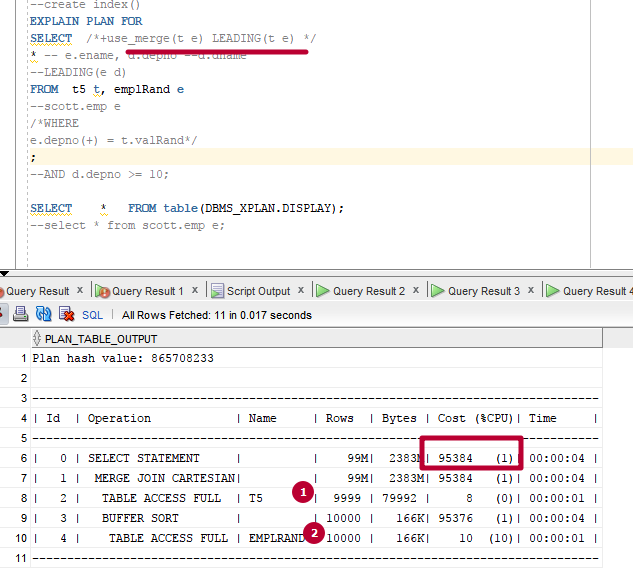 --create index()
EXPLAIN PLAN FOR
SELECT /*+use_merge(t e) LEADING(t e) */
* -- e.ename, d.depno --d.dname
--LEADING(e d)
FROM t5 t, emplRand e
--scott.emp e
/*WHERE
e.depno(+) = t.valRand*/
;
--AND d.depno >= 10;
SELECT * FROM table(DBMS_XPLAN.DISPLAY);
--select * from scott.emp e;
Query Result x Query Result 1 x Script Output x Query Result 2 x Query Result 3 x Query Result 4
SQL | All Rows Fetched: 11 in 0.017 seconds
PLAN_TABLE_OUTPUT
1 Plan hash value: 865708233
2
3 --------------------------------------------------------------------------------
4 | Id | Operation | Name | Rows | Bytes | Cost (%CPU)| Time |
5 --------------------------------------------------------------------------------
6 | 0 | SELECT STATEMENT | | 99M| 2383M| 95384 (1)| 00:00:04 |
7 | 1 | MERGE JOIN CARTESIAN| | 99M| 2383M| 95384 (1)| 00:00:04 |
8 | 2 | TABLE ACCESS FULL | T5 1 | 9999 | 79992 | 8 (0)| 00:00:01 |
9 | 3 | BUFFER SORT | | 10000 | 166K| 95376 (1)| 00:00:04 |
10 | 4 | TABLE ACCESS FULL | EMPLRAND 2 | 10000 | 166K| 10 (10)| 00:00:01 |
11 --------------------------------------------------------------------------------